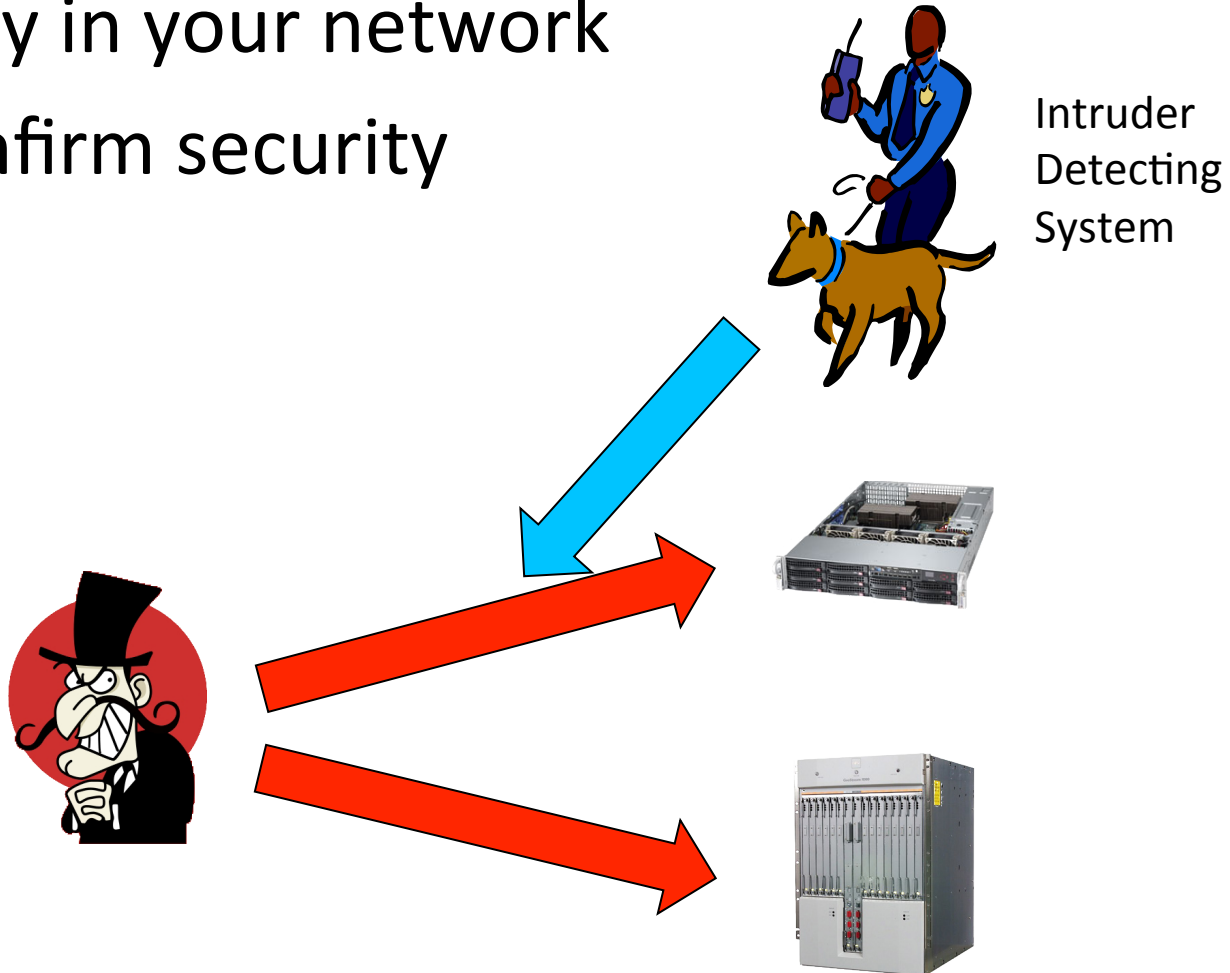 y in your network
nfirm security
Intruder
Detecting
System